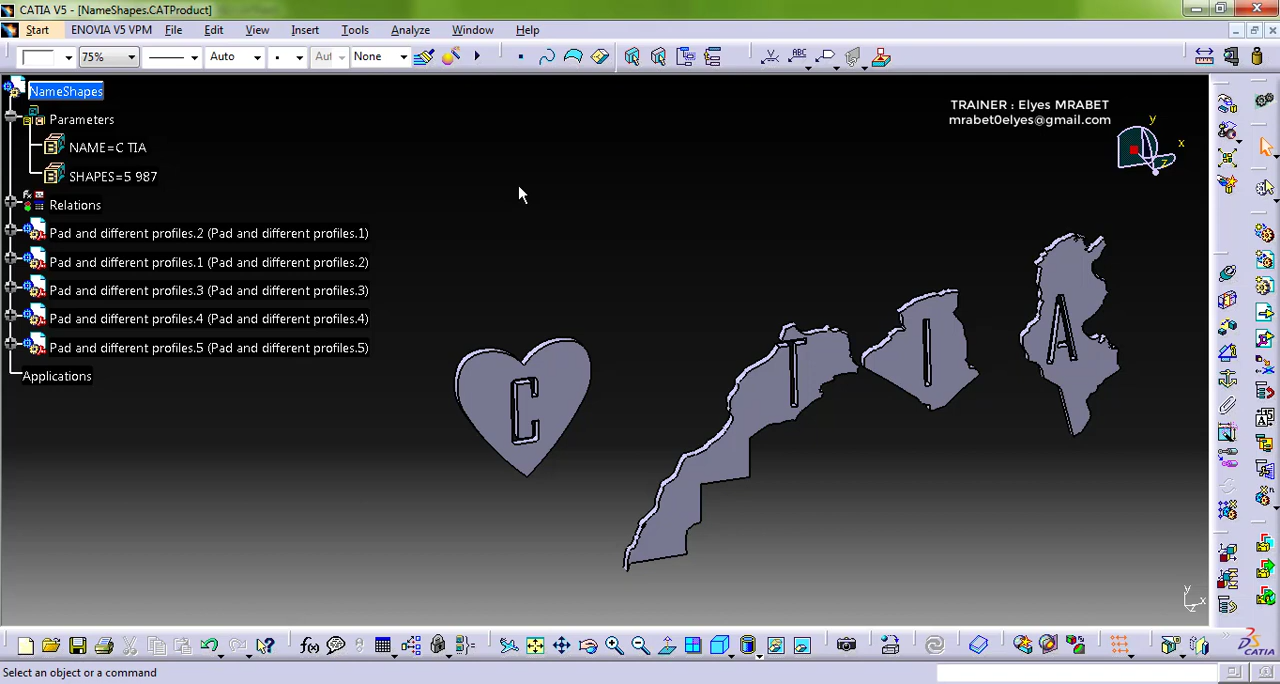 CATIA V5 - [NameShapes.CATProduct]
Start ENOVIA V5 VPM File Edit View Insert Tools Analyze Window Help
75% Auto Aut None
NameShapes
Parameters
NAME=C TIA
SHAPES=5 987
Relations
Pad and different profiles.2 (Pad and different profiles.1)
Pad and different profiles.1 (Pad and different profiles.2)
Pad and different profiles.3 (Pad and different profiles.3)
Pad and different profiles.4 (Pad and different profiles.4)
Pad and different profiles.5 (Pad and different profiles.5)
Applications
TRAINER : Elyes MRABET
mrabet0elyes@gmail.com
y
x
z
C T I A
y
x
z
f(x)
CATIA
Select an object or a command